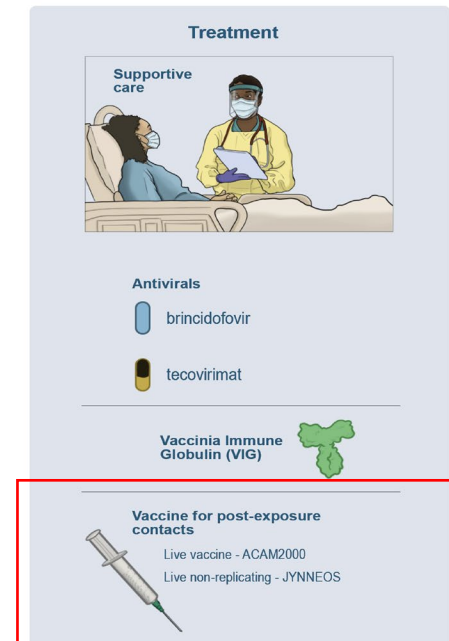 Treatment
Supportive
care
Antivirals
brincidofovir
tecovirimat
Vaccinia Immune
Globulin (VIG)
Vaccine for post-exposure
contacts
Live vaccine - ACAM2000
Live non-replicating - JYNNEOS